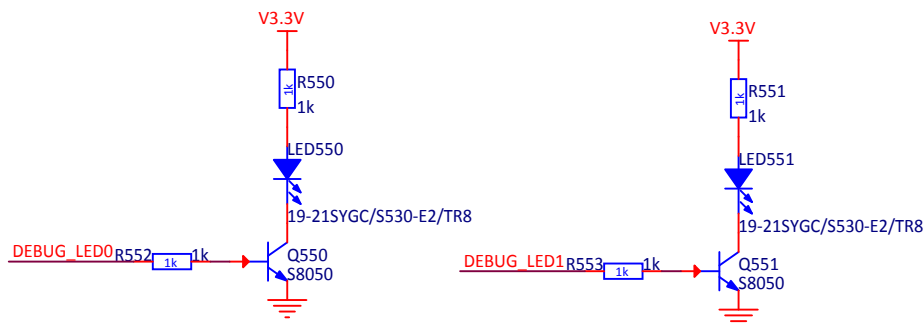 V3.3V
R550
1k
1k
LED550
19-21SYGC/S530-E2/TR8
DEBUG_LED0
R552
1k
1k
Q550
S8050
V3.3V
R551
1k
1k
LED551
19-21SYGC/S530-E2/TR8
DEBUG_LED1
R553
1k
1k
Q551
S8050